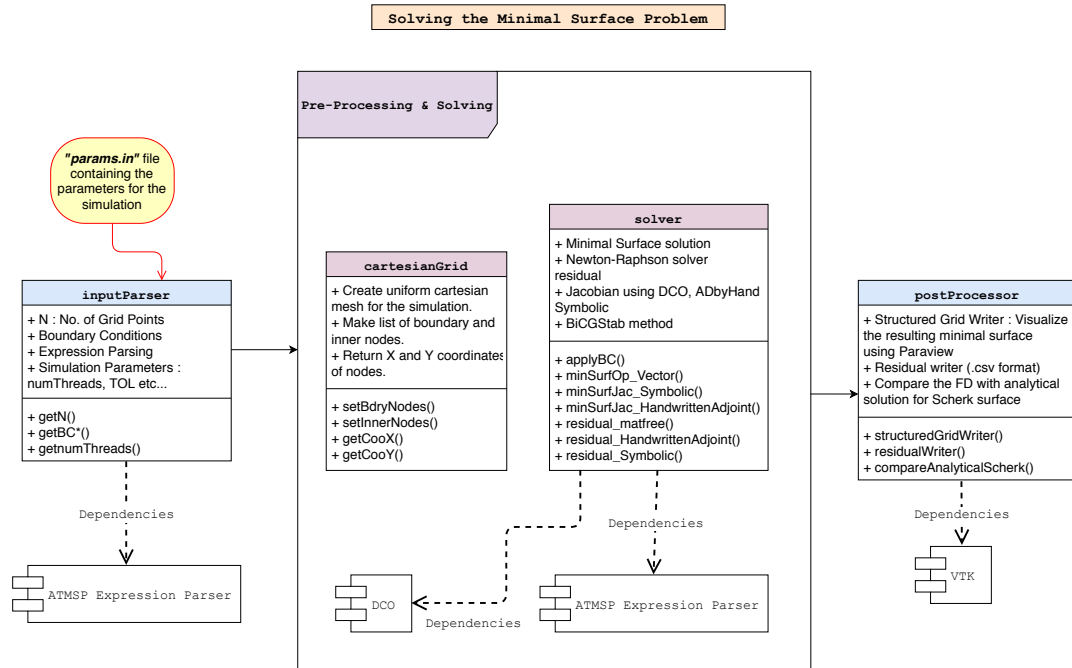 Solving the Minimal Surface Problem
Pre-Processing & Solving
"params.in" file
containing the
parameters for the
simulation
inputParser
+ N : No. of Grid Points
+ Boundary Conditions
+ Expression Parsing
+ Simulation Parameters :
numThreads, TOL etc...
+ getN()
+ getBC*()
+ getnumThreads()
Dependencies
ATMSP Expression Parser
cartesianGrid
+ Create uniform cartesian
mesh for the simulation.
+ Make list of boundary and
inner nodes.
+ Return X and Y coordinates
of nodes.
+ setBdryNodes()
+ setInnerNodes()
+ getCooX()
+ getCooY()
solver
+ Minimal Surface solution
+ Newton-Raphson solver
residual
+ Jacobian using DCO, ADbyHand
Symbolic
+ BiCGStab method
+ applyBC()
+ minSurfOp_Vector()
+ minSurfJac_Symbolic()
+ minSurfJac_HandwrittenAdjoint()
+ residual_matfree()
+ residual_HandwrittenAdjoint()
+ residual_Symbolic()
Dependencies
DCO
Dependencies
ATMSP Expression Parser
postProcessor
+ Structured Grid Writer : Visualize
the resulting minimal surface
using Paraview
+ Residual writer (.csv format)
+ Compare the FD with analytical
solution for Scherk surface
+ structuredGridWriter()
+ residualWriter()
+ compareAnalyticalScherk()
Dependencies
VTK